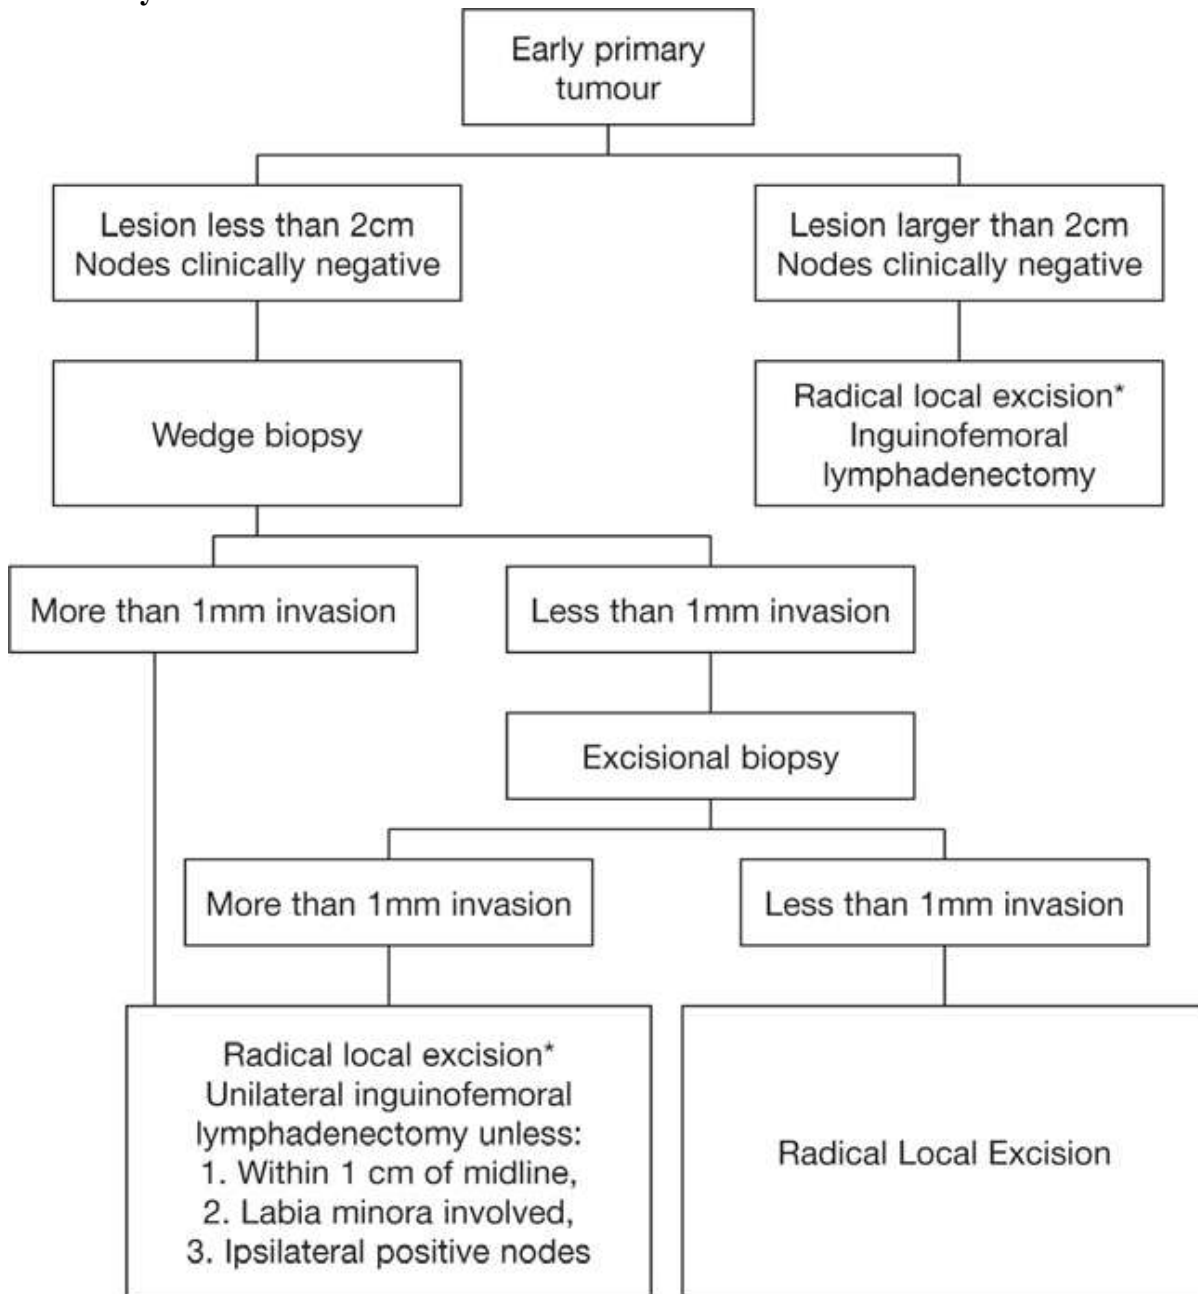 Early primary
tumour
Lesion less than 2cm
Nodes clinically negative
Lesion larger than 2cm
Nodes clinically negative
Wedge biopsy
Radical local excision*
Inguinofemoral
lymphadenectomy
More than 1mm invasion
Less than 1mm invasion
Excisional biopsy
More than 1mm invasion
Less than 1mm invasion
Radical local excision*
Unilateral inguinofemoral
lymphadenectomy unless:
1. Within 1 cm of midline,
2. Labia minora involved,
3. Ipsilateral positive nodes
Radical Local Excision